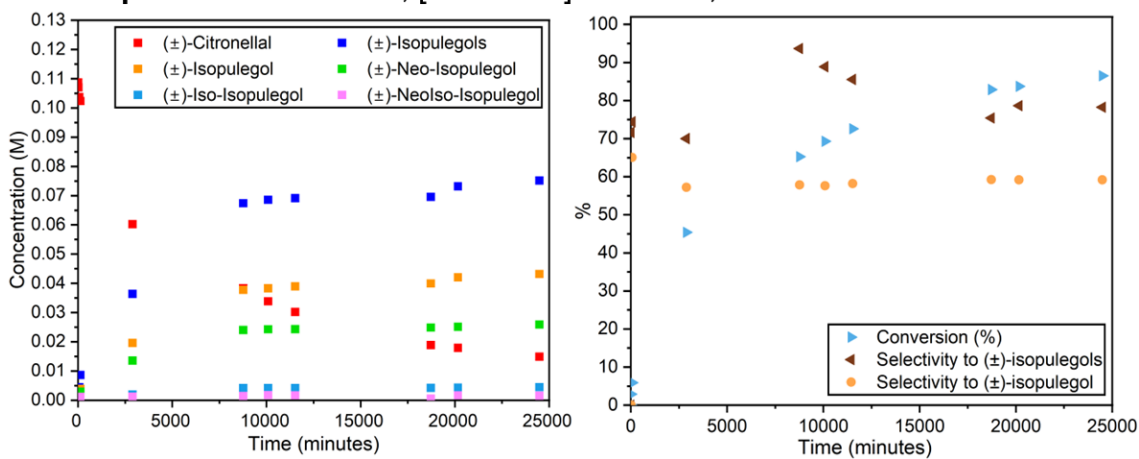 0.13
0.12
0.11
0.10
0.09
0.08
0.07
0.06
0.05
0.04
0.03
0.02
0.01
0.00
Concentration (M)
0 5000 10000 15000 20000 25000
Time (minutes)
(±)-Citronellal (±)-Isopulegols
(±)-Isopulegol (±)-Neo-Isopulegol
(±)-Iso-Isopulegol (±)-NeoIso-Isopulegol
100
90
80
70
60
50
40
30
20
10
0
%
0 5000 10000 15000 20000 25000
Time (minutes)
Conversion (%)
Selectivity to (±)-isopulegols
Selectivity to (±)-isopulegol